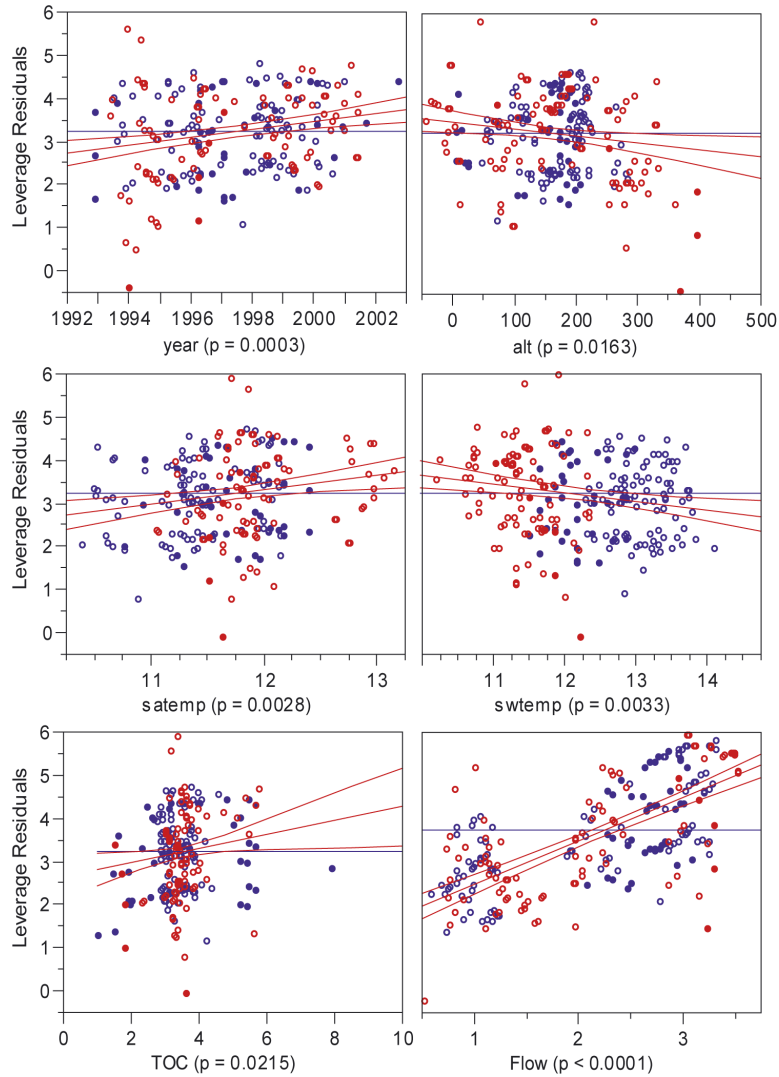 6
5
4
3
2
1
0
Leverage Residuals
1992 1994 1996 1998 2000 2002
year (p = 0.0003)
0 100 200 300 400 500
alt (p = 0.0163)
6
5
4
3
2
1
0
Leverage Residuals
11 12 13
satemp (p = 0.0028)
11 12 13 14
swtemp (p = 0.0033)
6
5
4
3
2
1
0
Leverage Residuals
0 2 4 6 8 10
TOC (p = 0.0215)
1 2 3
Flow (p < 0.0001)